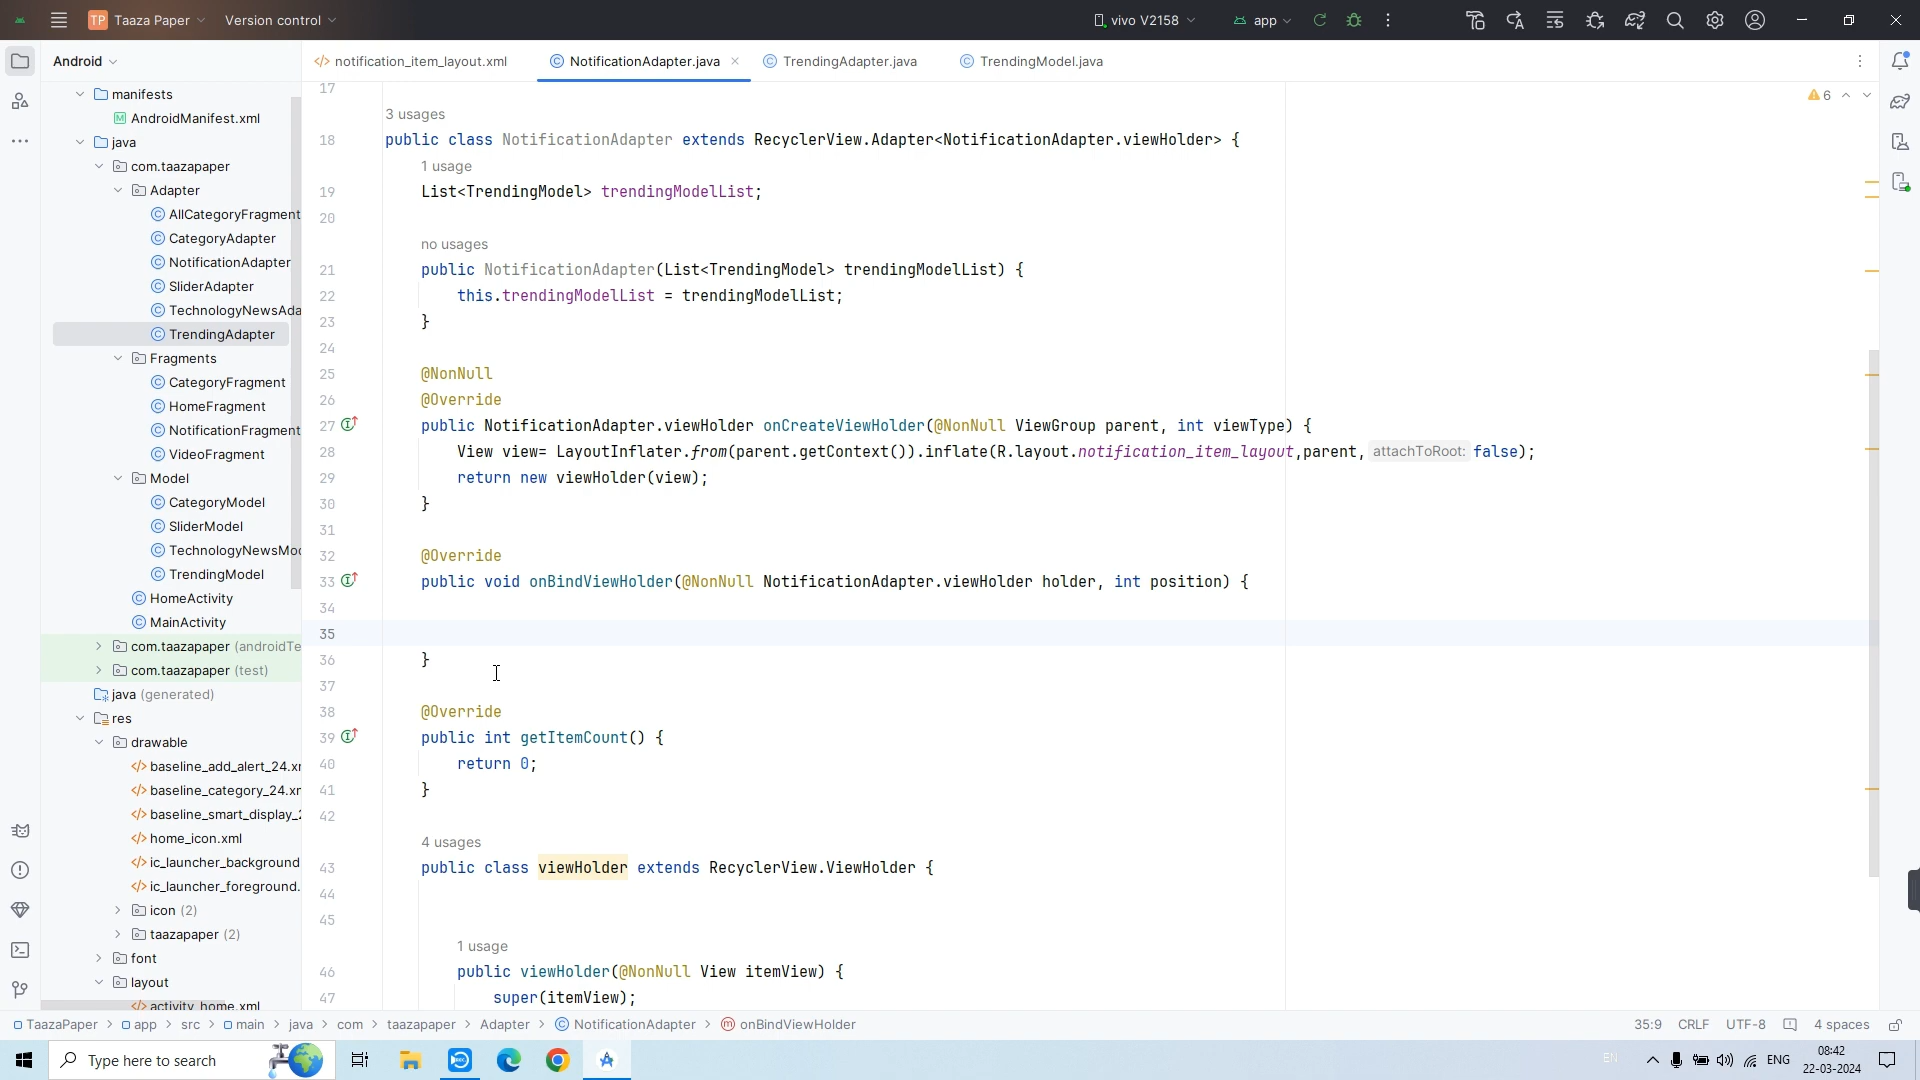 TP Taaza Paper Version control vivo V2158 app
Android notification_item_layout.xml NotificationAdapter.java TrendingAdapter.java TrendingModel.java
manifests
AndroidManifest.xml
java
com.taazapaper
Adapter
AllCategoryFragment
CategoryAdapter
NotificationAdapter
SliderAdapter
TechnologyNewsAda
TrendingAdapter
Fragments
CategoryFragment
HomeFragment
NotificationFragment
VideoFragment
Model
CategoryModel
SliderModel
TechnologyNewsMod
TrendingModel
HomeActivity
MainActivity
com.taazapaper (androidTe
com.taazapaper (test)
java (generated)
res
drawable
baseline_add_alert_24.xm
baseline_category_24.xm
baseline_smart_display_2
home_icon.xml
ic_launcher_background
ic_launcher_foreground.
icon (2)
taazapaper (2)
font
layout
activity_home.xml
6
17
3 usages
18 public class NotificationAdapter extends RecyclerView.Adapter<NotificationAdapter.viewHolder> {
1 usage
19 List<TrendingModel> trendingModelList;
20
no usages
21 public NotificationAdapter(List<TrendingModel> trendingModelList) {
22 this.trendingModelList = trendingModelList;
23 }
24
25 @NonNull
26 @Override
27 public NotificationAdapter.viewHolder onCreateViewHolder(@NonNull ViewGroup parent, int viewType) {
28 View view= LayoutInflater.from(parent.getContext()).inflate(R.layout.notification_item_layout,parent, attachToRoot: false);
29 return new viewHolder(view);
30 }
31
32 @Override
33 public void onBindViewHolder(@NonNull NotificationAdapter.viewHolder holder, int position) {
34
35
36 }
37
38 @Override
39 public int getItemCount() {
40 return 0;
41 }
42
4 usages
43 public class viewHolder extends RecyclerView.ViewHolder {
44
45
1 usage
46 public viewHolder(@NonNull View itemView) {
47 super(itemView);
TaazaPaper > app > src > main > java > com > taazapaper > Adapter > NotificationAdapter > onBindViewHolder 35:9 CRLF UTF-8 4 spaces
Type here to search EN ENG 08:42
22-03-2024